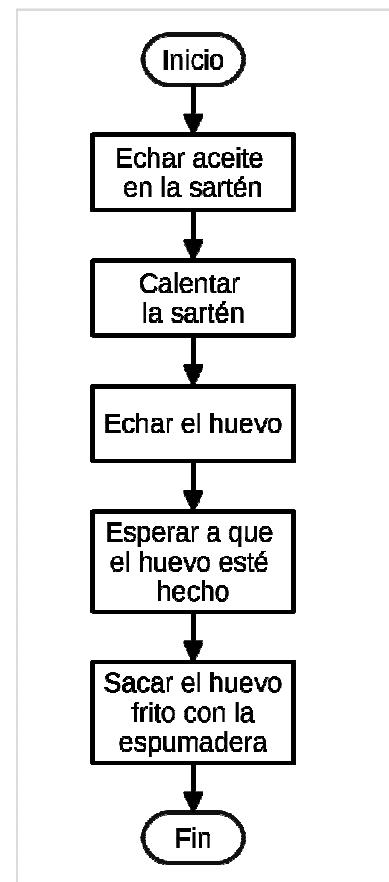 Inicio
Echar aceite
en la sartén
Calentar
la sartén
Echar el huevo
Esperar a que
el huevo esté
hecho
Sacar el huevo
frito con la
espumadera
Fin